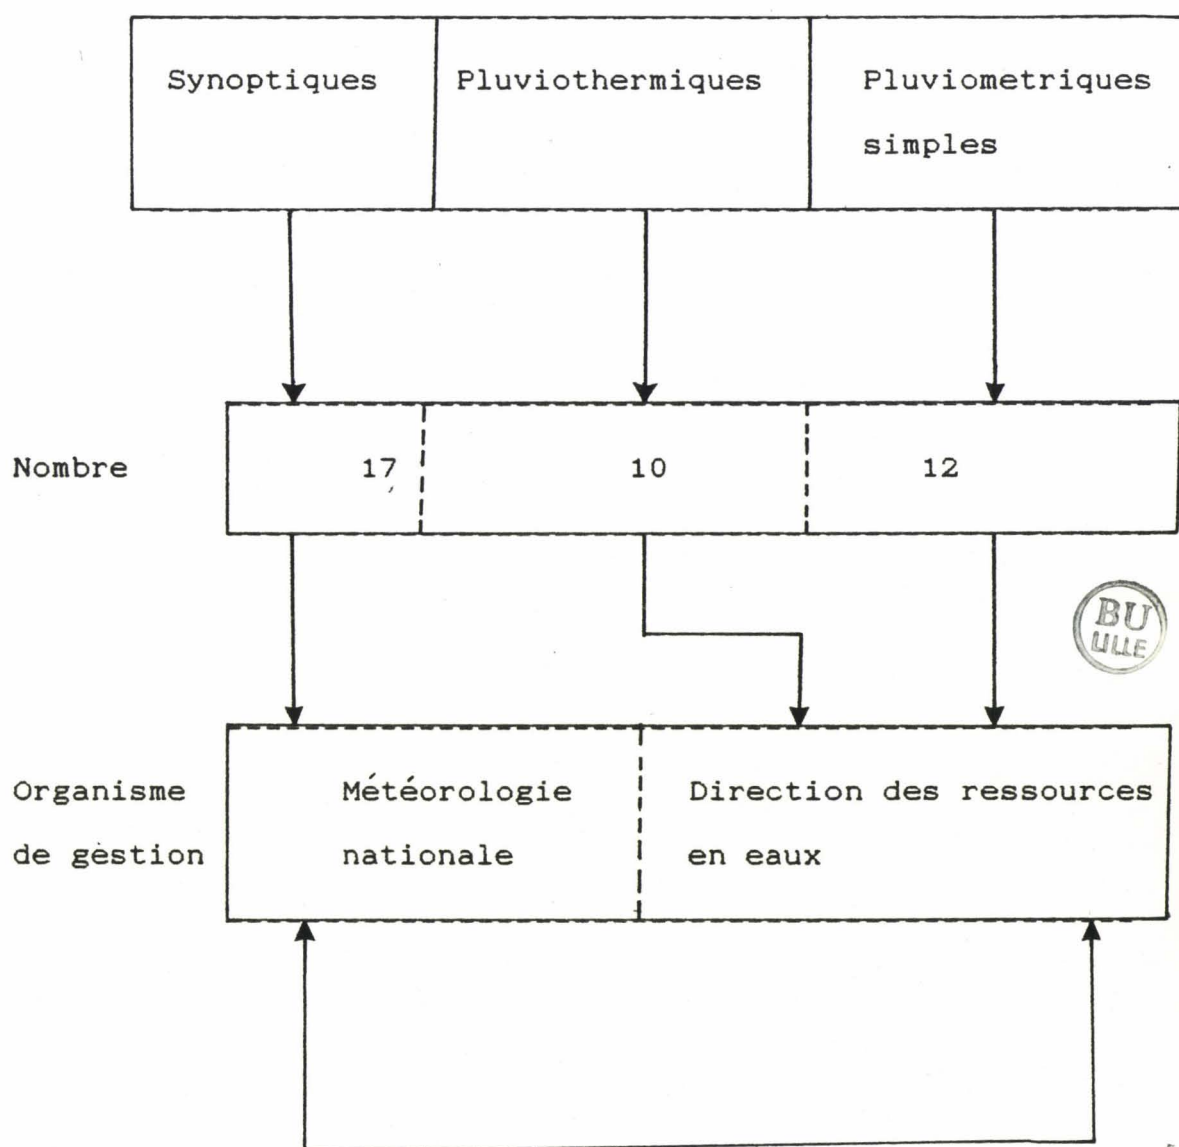 Synoptiques Pluviothermiques Pluviometriques
simples
Nombre 17 10 12
BU
LILLE
Organisme Météorologie Direction des ressources
de gèstion nationale en eaux